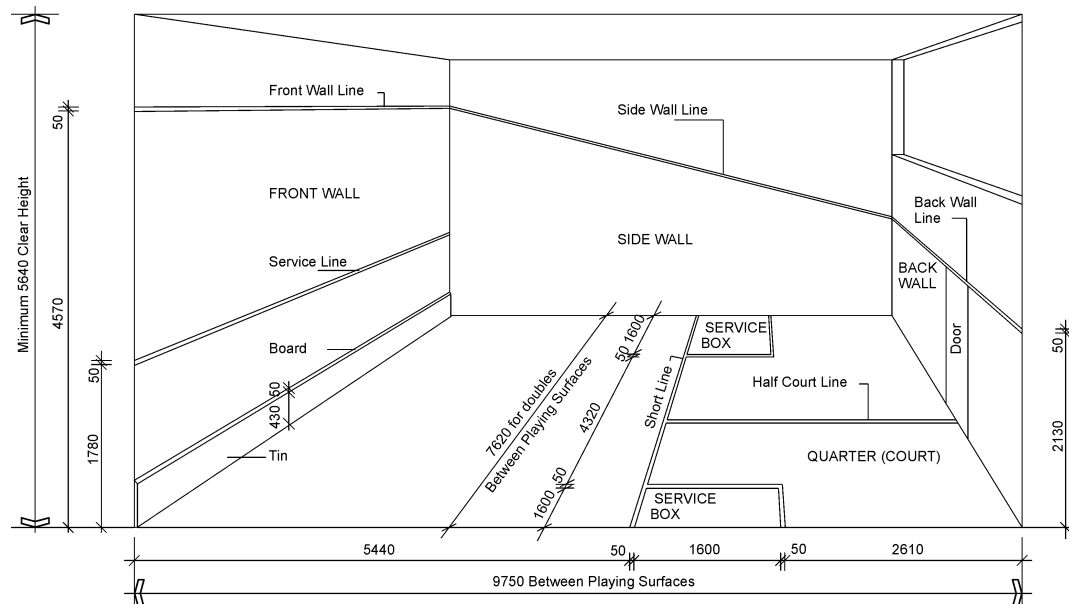 Front Wall Line
50
Side Wall Line
Minimum 5640 Clear Height
FRONT WALL
Back Wall
Line
SIDE WALL
Service Line
BACK
WALL
4570
50
Board
50
430
Tin
1780
7620 for doubles
Between Playing Surfaces
1600
50
4320
50
1600
Short Line
SERVICE
BOX
Half Court Line
Door
50
2130
QUARTER (COURT)
SERVICE
BOX
5440
50
1600
50
2610
9750 Between Playing Surfaces